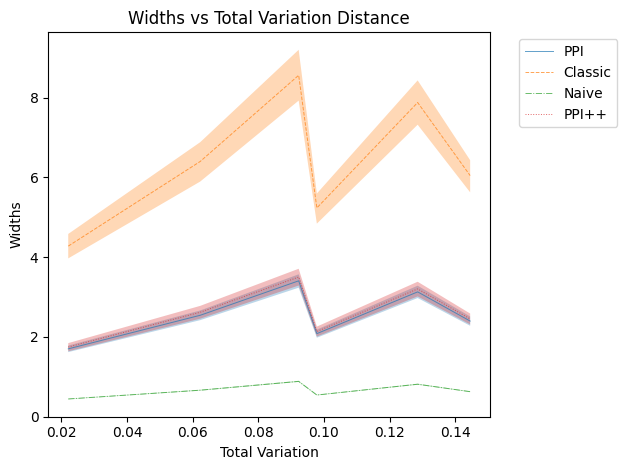 Widths vs Total Variation Distance
PPI
Classic
Naive
PPI++
Widths
8
6
4
2
0
0.02 0.04 0.06 0.08 0.10 0.12 0.14
Total Variation